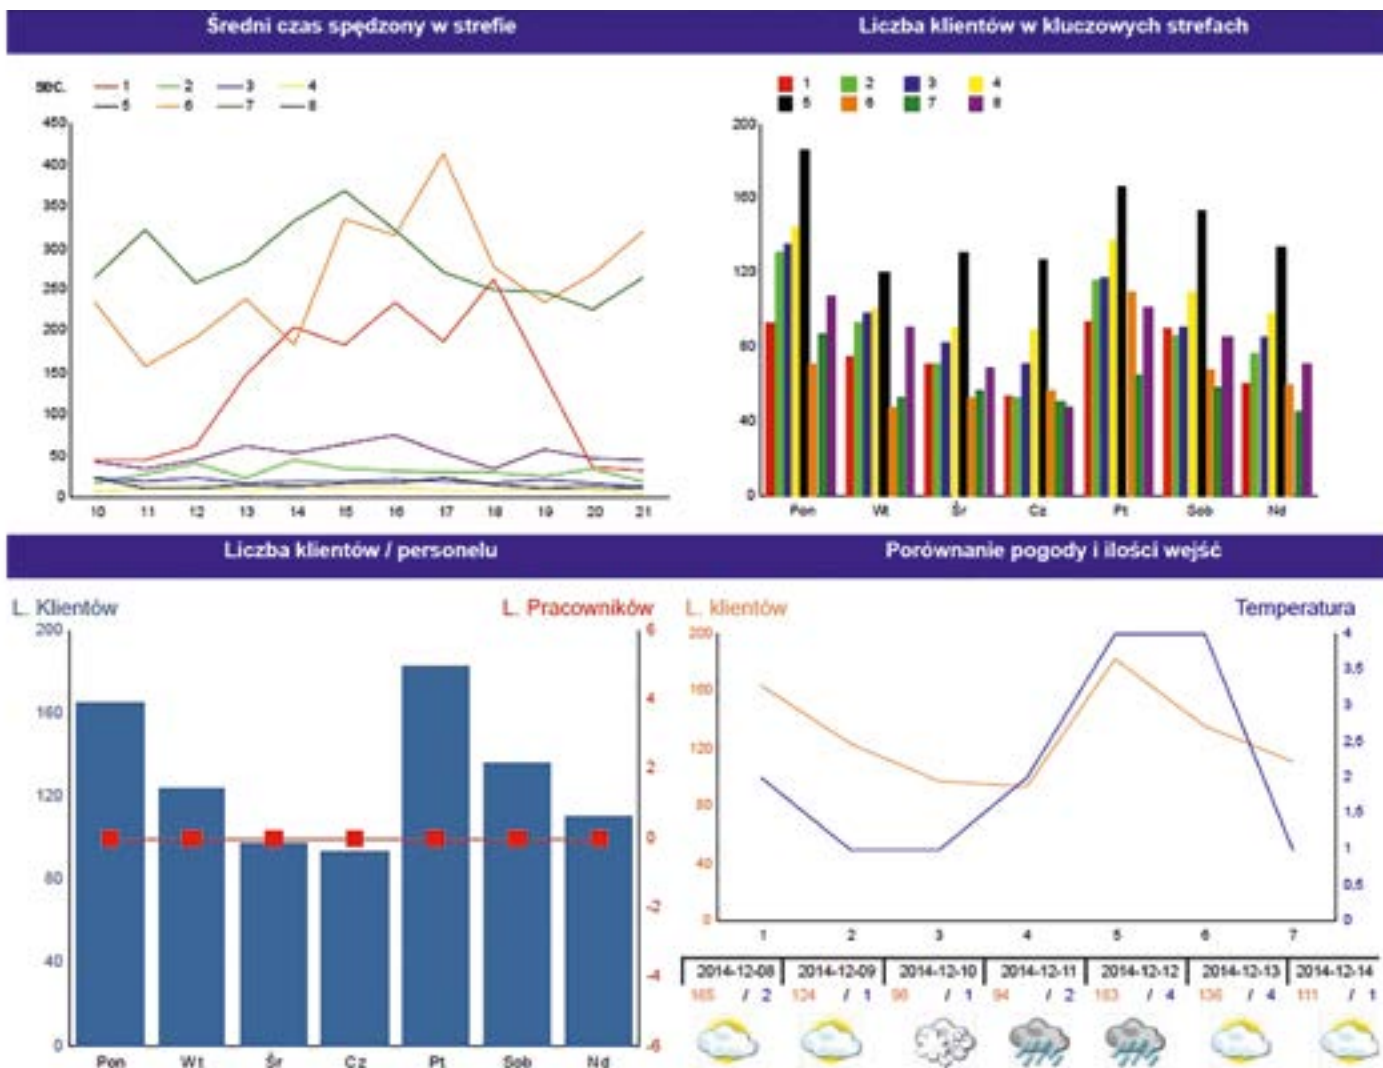 Średni czas spędzony w strefie
sec.
1 2 3 4
5 6 7 8
450
400
350
300
250
200
150
100
50
0
10 11 12 13 14 15 16 17 18 19 20 21
Liczba klientów w kluczowych strefach
1 2 3 4
5 6 7 8
200
160
120
80
40
0
Pon Wt Śr Cz Pt Sob Nd
Liczba klientów / personelu
L. Klientów L. Pracowników
200 6
160 4
120 2
80 0
40 -2
0 -4
-6
Pon Wt Śr Cz Pt Sob Nd
Porównanie pogody i ilości wejść
L. klientów Temperatura
200 4
160 3,5
120 3
80 2,5
40 2
0 1,5
1
0,5
0
1 2 3 4 5 6 7
2014-12-08 2014-12-09 2014-12-10 2014-12-11 2014-12-12 2014-12-13 2014-12-14
165 / 2 124 / 1 98 / 1 94 / 2 183 / 4 136 / 4 111 / 1